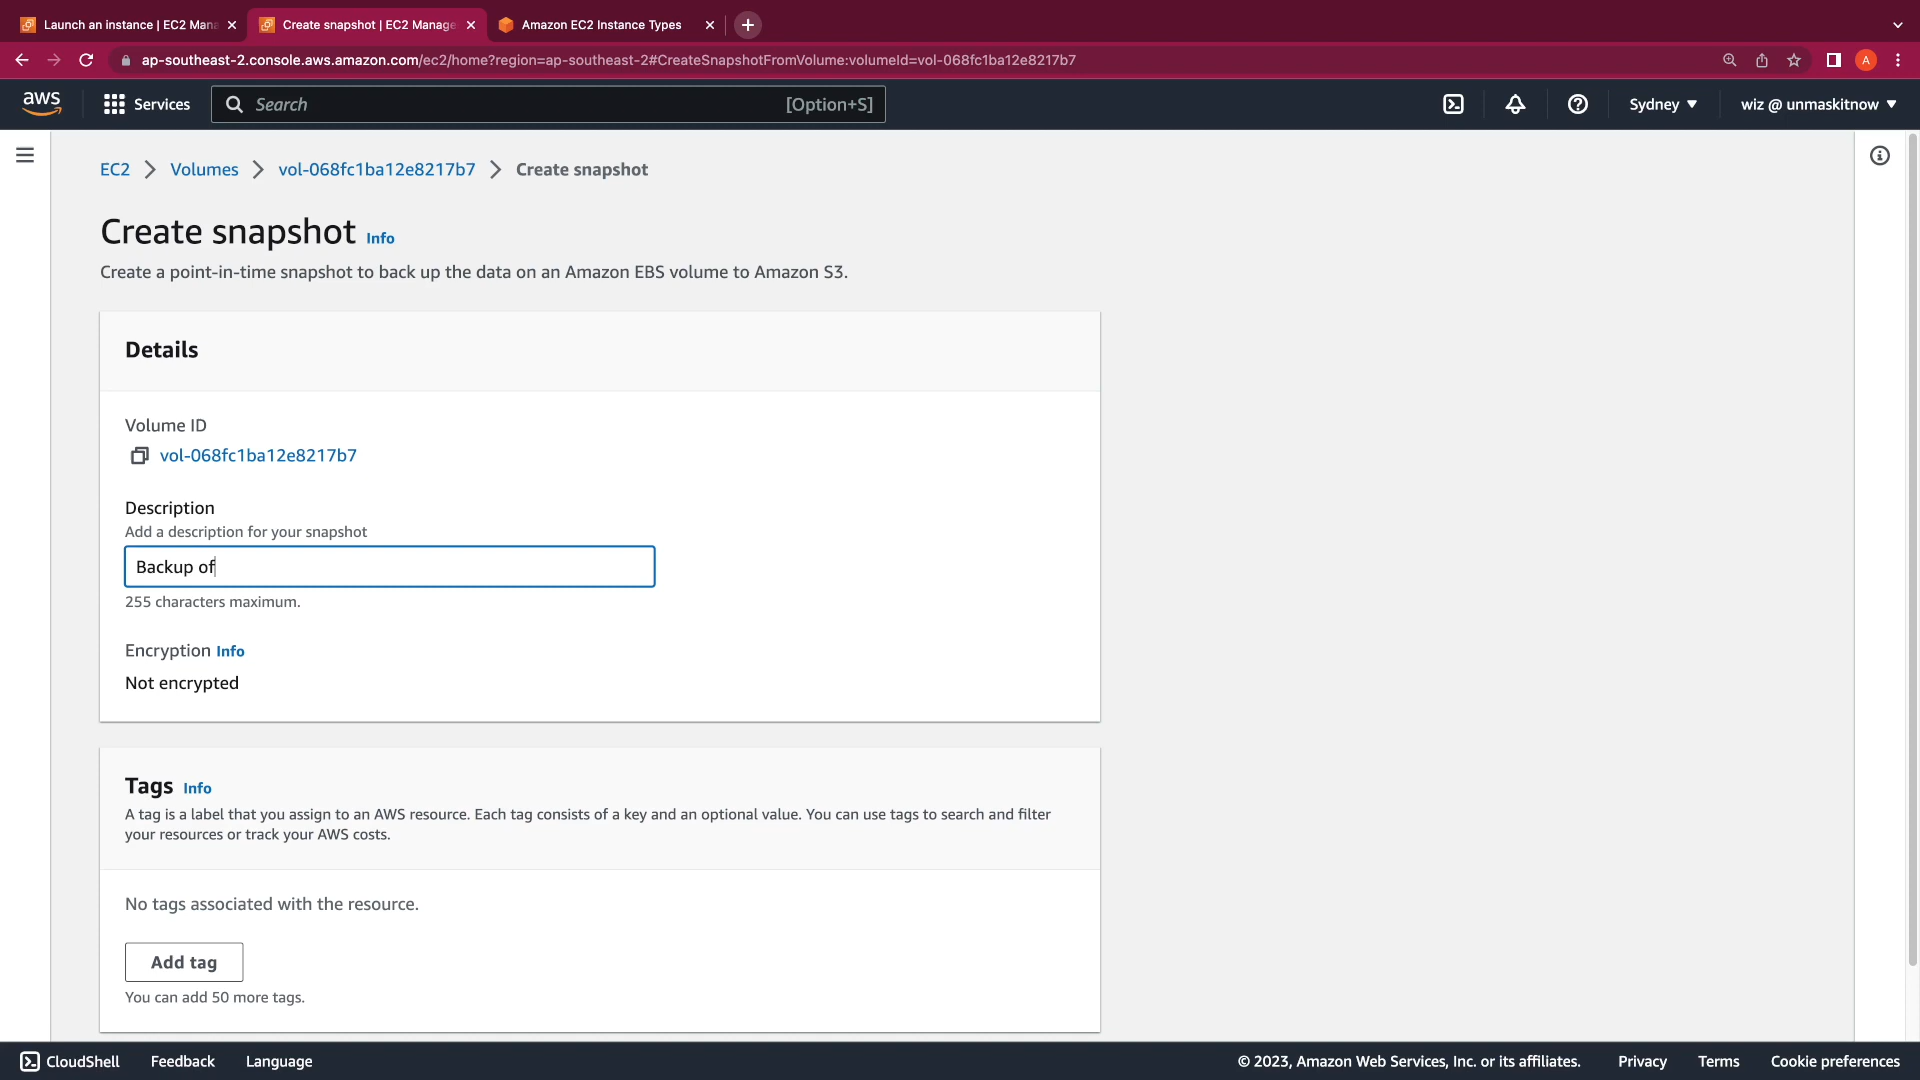 Launch an instance | EC2 Mana
Create snapshot | EC2 Manage
Amazon EC2 Instance Types
ap-southeast-2.console.aws.amazon.com/ec2/home?region=ap-southeast-2#CreateSnapshotFromVolume:volumeId=vol-068fc1ba12e8217b7
A
aws
Services
Search
[Option+S]
Sydney
wiz @ unmaskitnow
EC2
Volumes
vol-068fc1ba12e8217b7
Create snapshot
Create snapshot Info
Create a point-in-time snapshot to back up the data on an Amazon EBS volume to Amazon S3.
Details
Volume ID
vol-068fc1ba12e8217b7
Description
Add a description for your snapshot
Backup of
255 characters maximum.
Encryption Info
Not encrypted
Tags Info
A tag is a label that you assign to an AWS resource. Each tag consists of a key and an optional value. You can use tags to search and filter
your resources or track your AWS costs.
No tags associated with the resource.
Add tag
You can add 50 more tags.
CloudShell
Feedback
Language
© 2023, Amazon Web Services, Inc. or its affiliates.
Privacy
Terms
Cookie preferences